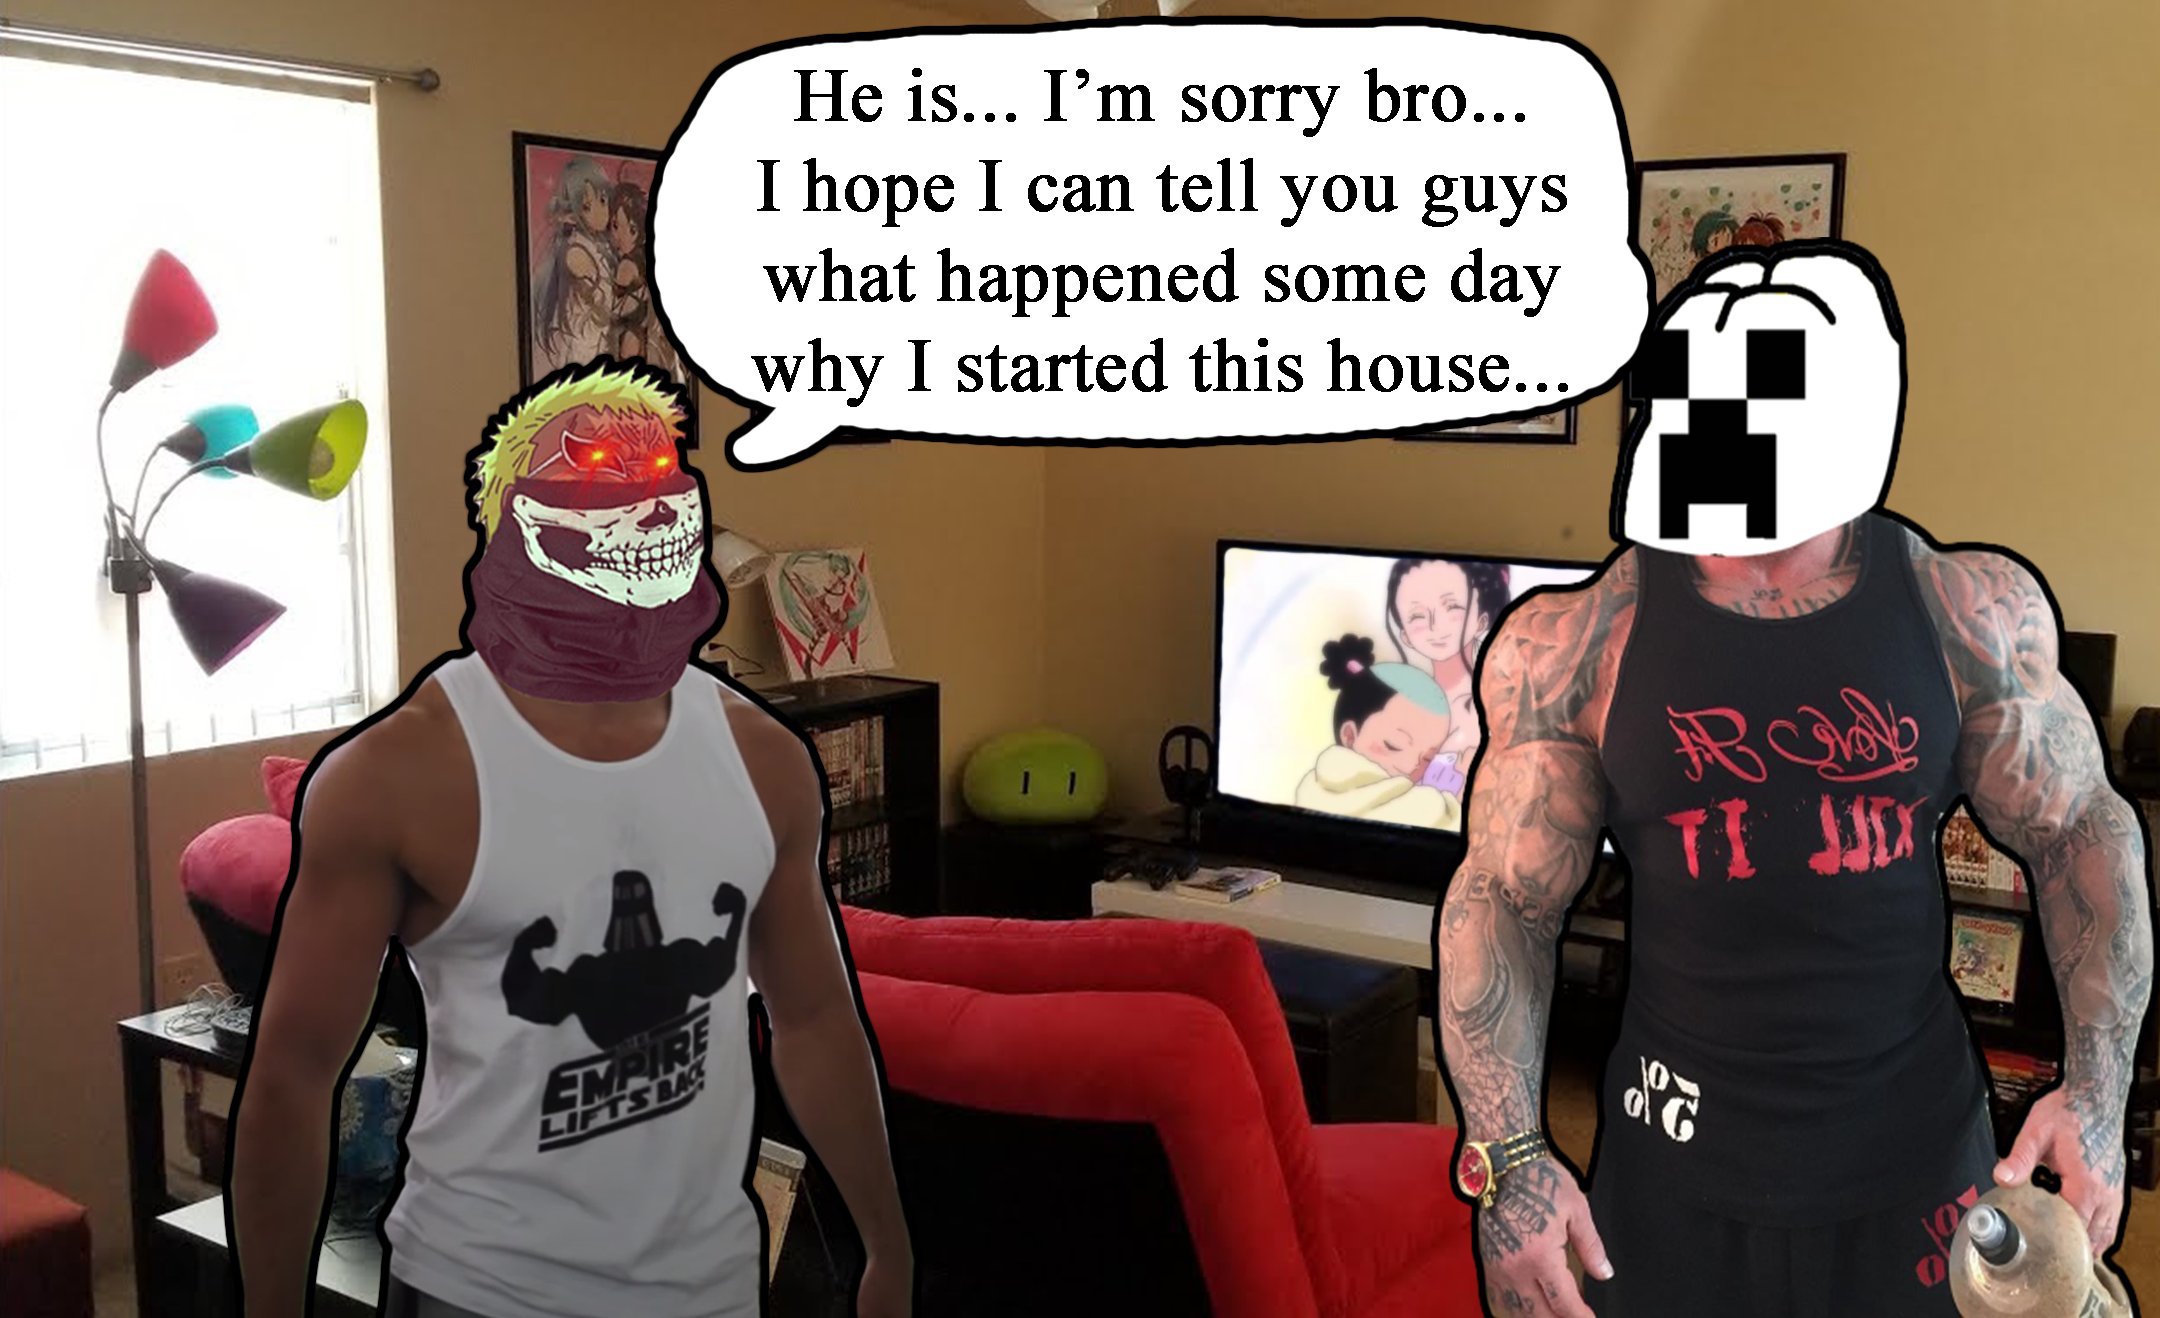 He is... I’m sorry bro...
I hope I can tell you guys
what happened some day
why I started this house...
EMPIRE
LIFTS BACK
KILL IT